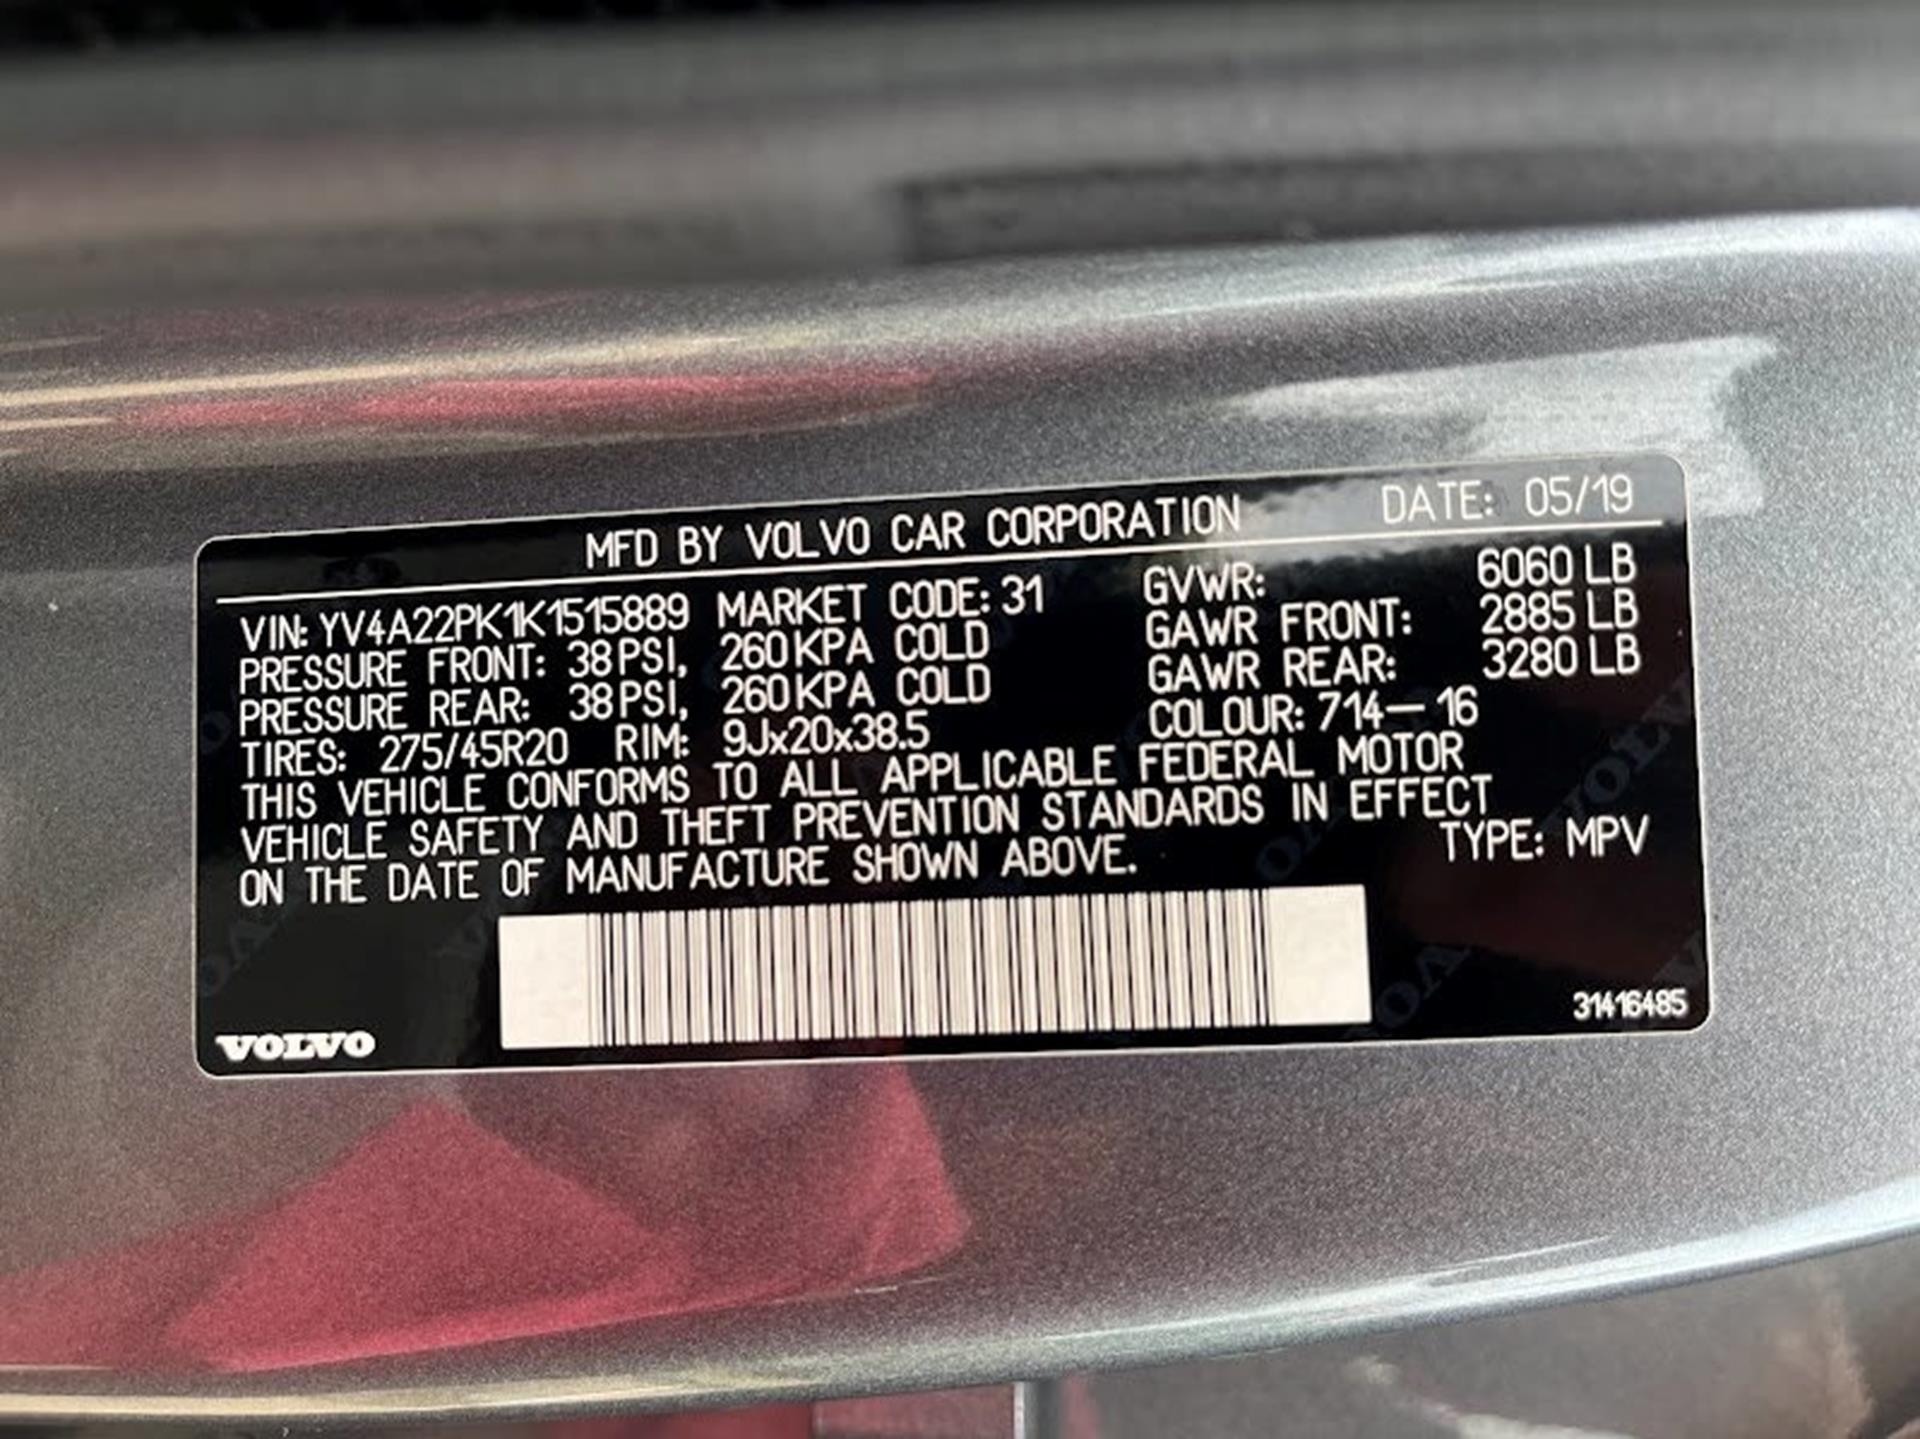 MFD BY VOLVO CAR CORPORATION DATE: 05/19
VIN: YV4A22PK1K1515889 MARKET CODE: 31 GVWR: 6060 LB
PRESSURE FRONT: 38 PSI, 260 KPA COLD GAWR FRONT: 2885 LB
PRESSURE REAR: 38 PSI, 260 KPA COLD GAWR REAR: 3280 LB
TIRES: 275/45R20 RIM: 9Jx20x38.5 COLOUR: 714—16
THIS VEHICLE CONFORMS TO ALL APPLICABLE FEDERAL MOTOR
VEHICLE SAFETY AND THEFT PREVENTION STANDARDS IN EFFECT
ON THE DATE OF MANUFACTURE SHOWN ABOVE. TYPE: MPV
VOLVO 31416485